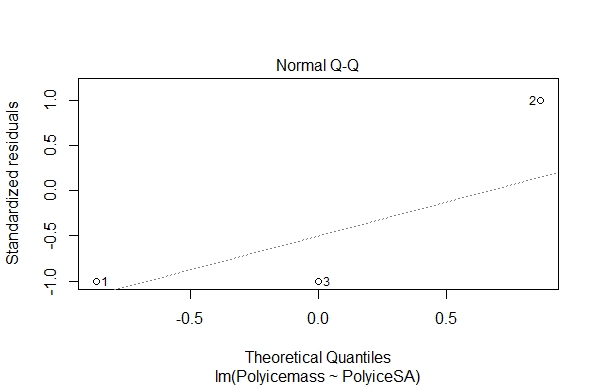 Normal Q-Q
Standardized residuals
1.0
0.5
0.0
-0.5
-1.0
2
1
3
-0.5
0.0
0.5
Theoretical Quantiles
lm(Polyicemass ~ PolyiceSA)